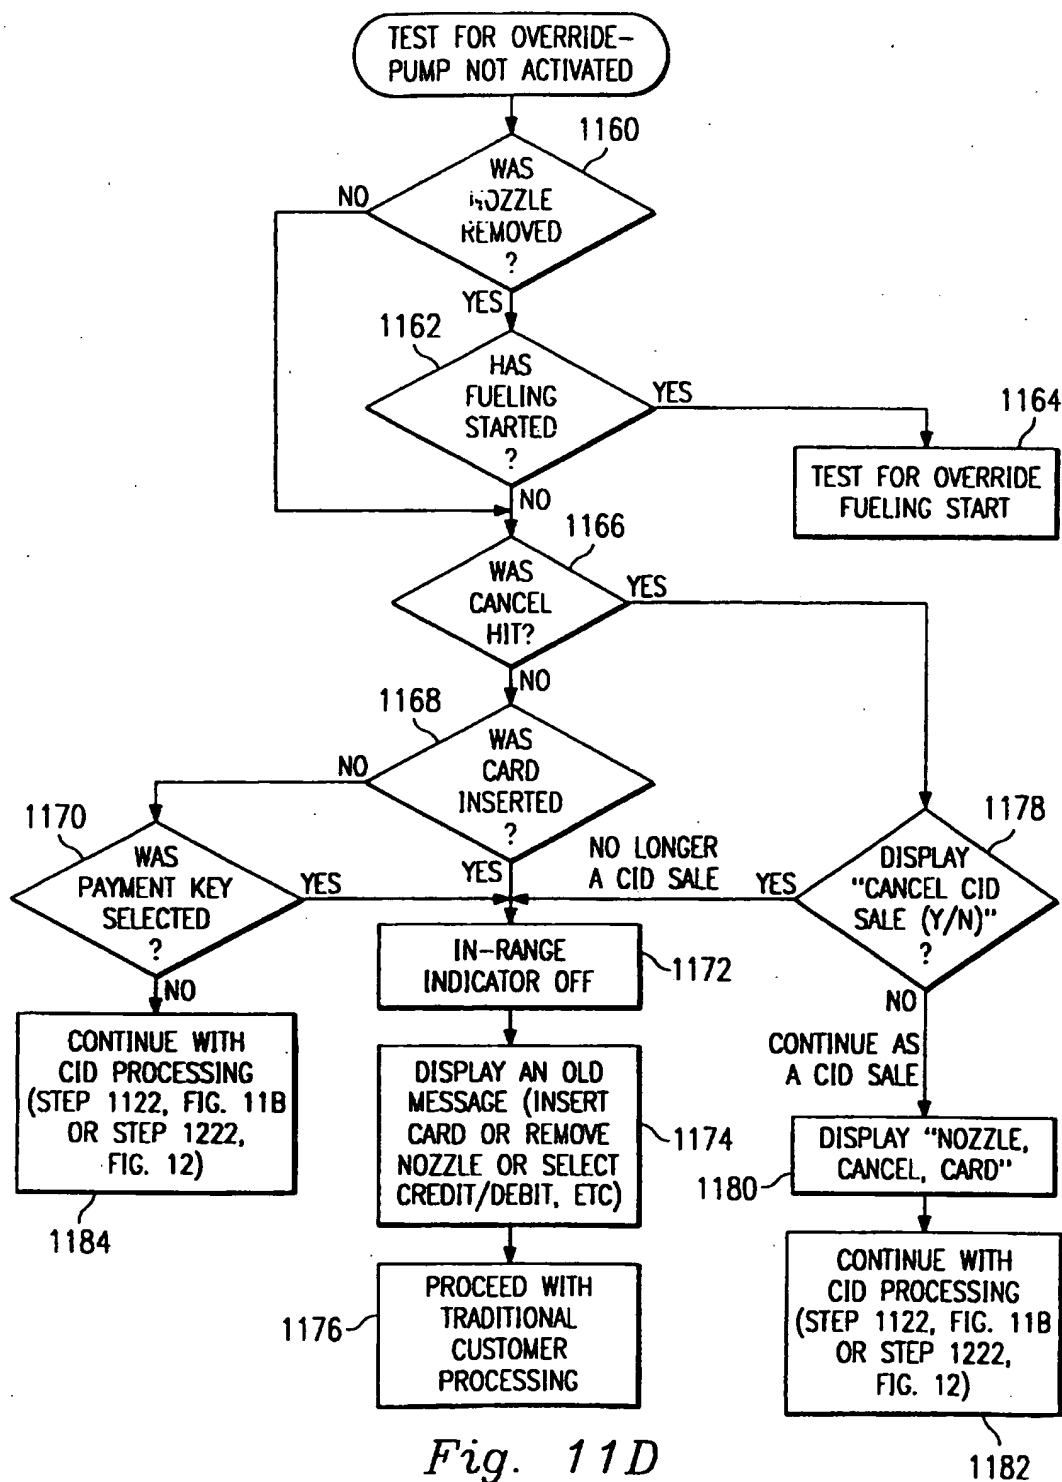 TEST FOR OVERRIDE-
PUMP NOT ACTIVATED
1160
WAS
NOZZLE
REMOVED
?
NO
YES
1162
HAS
FUELING
STARTED
?
YES
1164
TEST FOR OVERRIDE
FUELING START
NO
1166
WAS
CANCEL
HIT?
YES
NO
1168
WAS
CARD
INSERTED
?
NO
YES
1170
WAS
PAYMENT KEY
SELECTED
?
YES
NO
NO LONGER
A CID SALE
1178
DISPLAY
"CANCEL CID
SALE (Y/N)"
?
YES
NO
IN-RANGE
INDICATOR OFF
1172
CONTINUE WITH
CID PROCESSING
(STEP 1122, FIG. 11B
OR STEP 1222,
FIG. 12)
1184
DISPLAY AN OLD
MESSAGE (INSERT
CARD OR REMOVE
NOZZLE OR SELECT
CREDIT/DEBIT, ETC)
1174
CONTINUE AS
A CID SALE
DISPLAY "NOZZLE,
CANCEL, CARD"
1180
PROCEED WITH
TRADITIONAL
CUSTOMER
PROCESSING
1176
CONTINUE WITH
CID PROCESSING
(STEP 1122, FIG. 11B
OR STEP 1222,
FIG. 12)
1182
Fig. 11D